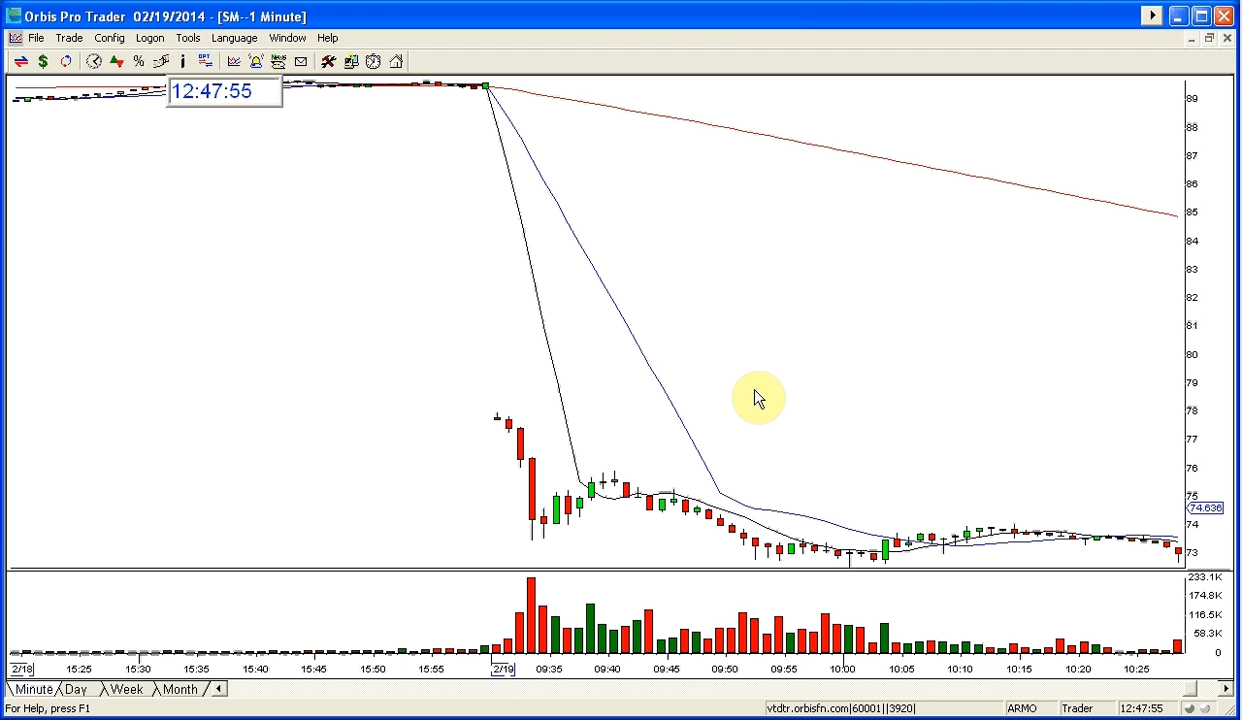 Orbis Pro Trader 02/19/2014 - [SM--1 Minute]
File Trade Config Logon Tools Language Window Help
12:47:55
89
88
87
86
85
84
83
82
81
80
79
78
77
76
75
74.636
74
73
233.1K
174.8K
116.5K
58.3K
0
2/18 15:25 15:30 15:35 15:40 15:45 15:50 15:55 2/19 09:35 09:40 09:45 09:50 09:55 10:00 10:05 10:10 10:15 10:20 10:25
Minute Day Week Month
For Help, press F1 vtdtr.orbisfn.com|60001||3920| ARMO Trader 12:47:55